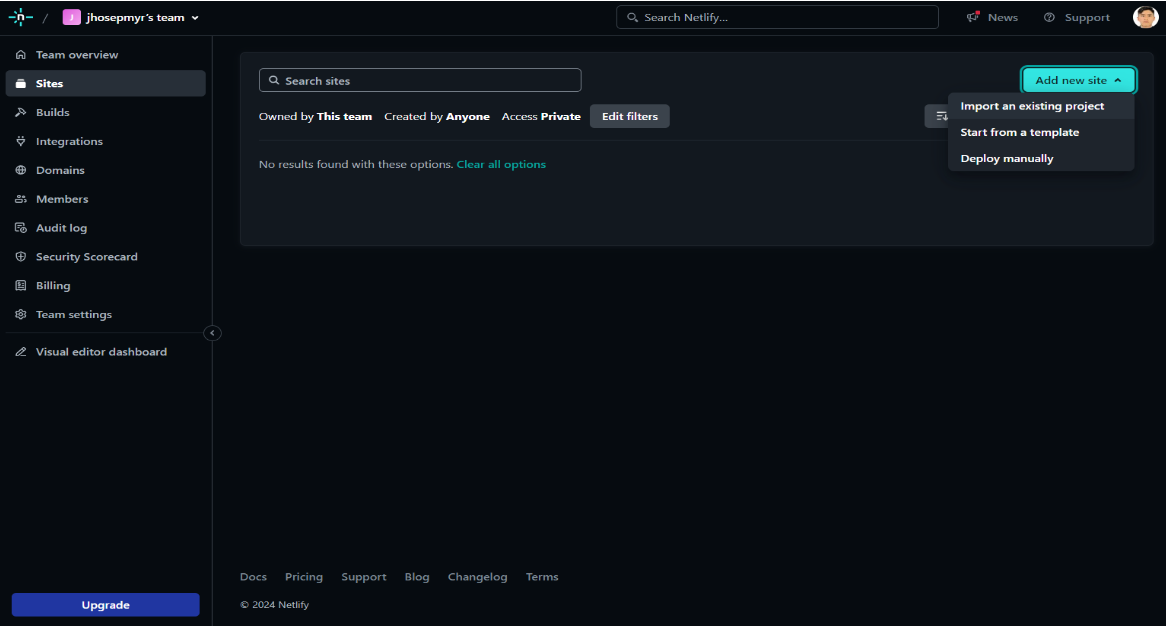 n / J jhosepmyr's team
Search Netlify...
News
Support
Team overview
Sites
Builds
Integrations
Domains
Members
Audit log
Security Scorecard
Billing
Team settings
Visual editor dashboard
Upgrade
Search sites
Add new site
Owned by This team Created by Anyone Access Private Edit filters
Import an existing project
Start from a template
Deploy manually
No results found with these options. Clear all options
Docs Pricing Support Blog Changelog Terms
© 2024 Netlify